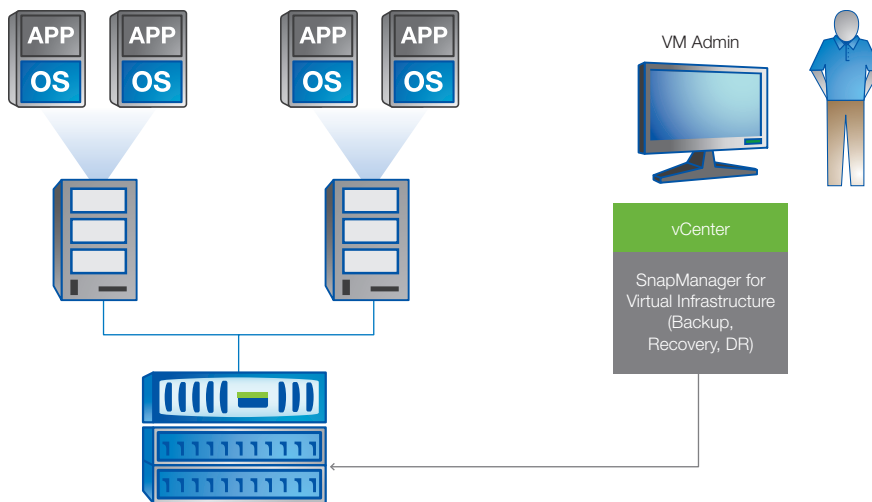 APP APP APP APP
OS OS OS OS
VM Admin
vCenter
SnapManager for
Virtual Infrastructure
(Backup,
Recovery, DR)